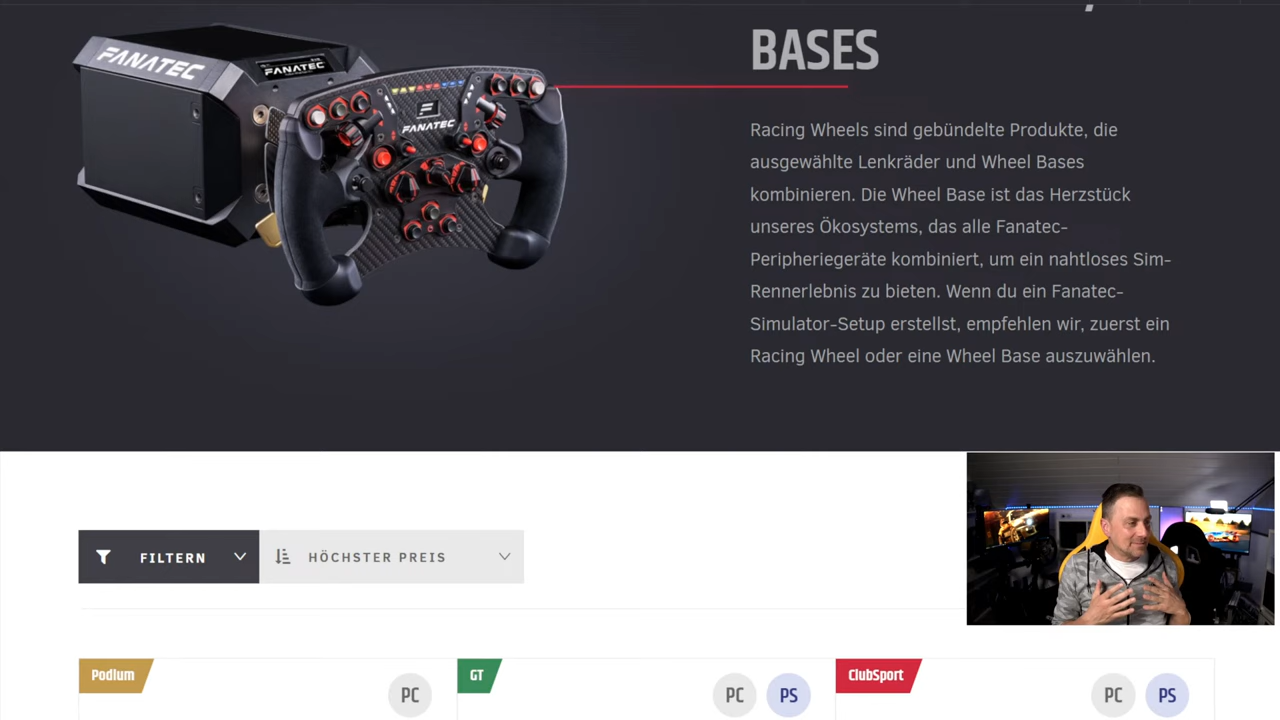 FANATEC
FANATEC
FANATEC
BASES
Racing Wheels sind gebündelte Produkte, die
ausgewählte Lenkräder und Wheel Bases
kombinieren. Die Wheel Base ist das Herzstück
unseres Ökosystems, das alle Fanatec-
Peripheriegeräte kombiniert, um ein nahtloses Sim-
Rennerlebnis zu bieten. Wenn du ein Fanatec-
Simulator-Setup erstellst, empfehlen wir, zuerst ein
Racing Wheel oder eine Wheel Base auszuwählen.
FILTERN
HÖCHSTER PREIS
Podium
PC
GT
PC
PS
ClubSport
PC
PS